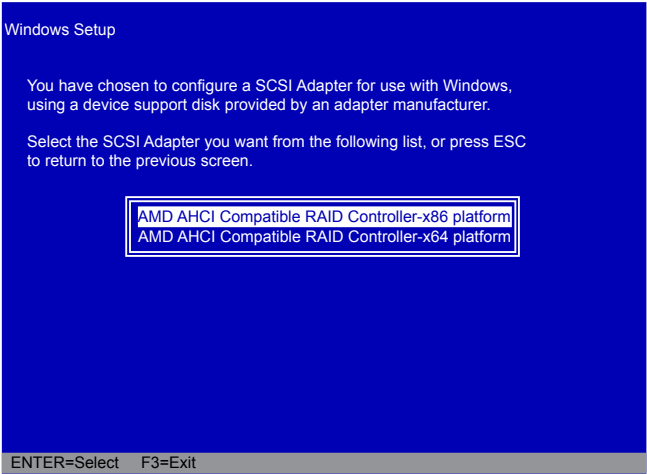 Windows Setup
You have chosen to configure a SCSI Adapter for use with Windows,
using a device support disk provided by an adapter manufacturer.
Select the SCSI Adapter you want from the following list, or press ESC
to return to the previous screen.
AMD AHCI Compatible RAID Controller-x86 platform
AMD AHCI Compatible RAID Controller-x64 platform
ENTER=Select F3=Exit